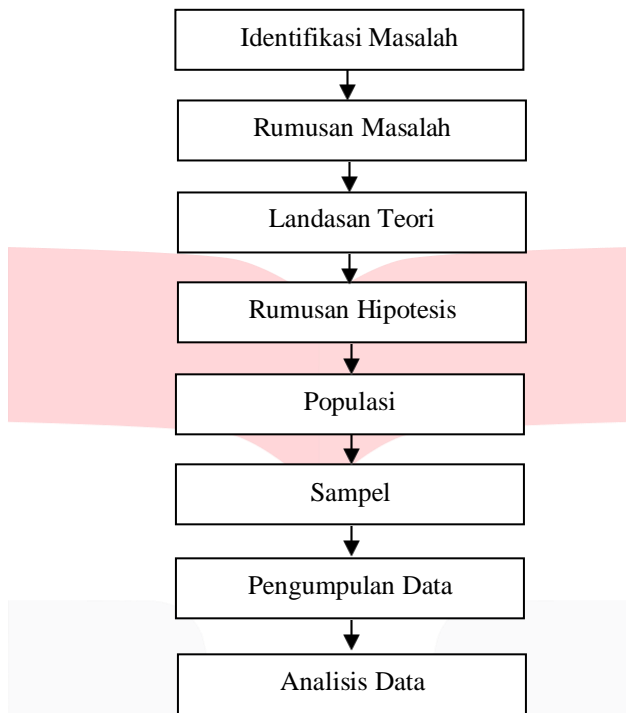 Identifikasi Masalah
Rumusan Masalah
Landasan Teori
Rumusan Hipotesis
Populasi
Sampel
Pengumpulan Data
Analisis Data